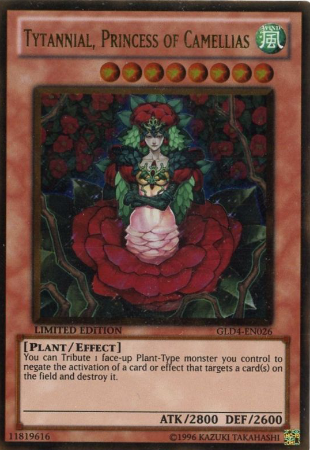 TYTANNIAL, PRINCESS OF CAMELLIAS
WIND
風
LIMITED EDITION
GLD4-EN026
[PLANT/EFFECT]
You can Tribute 1 face-up Plant-Type monster you control to
negate the activation of a card or effect that targets a card(s) on
the field and destroy it.
ATK/2800 DEF/2600
11819616
©1996 KAZUKI TAKAHASHI